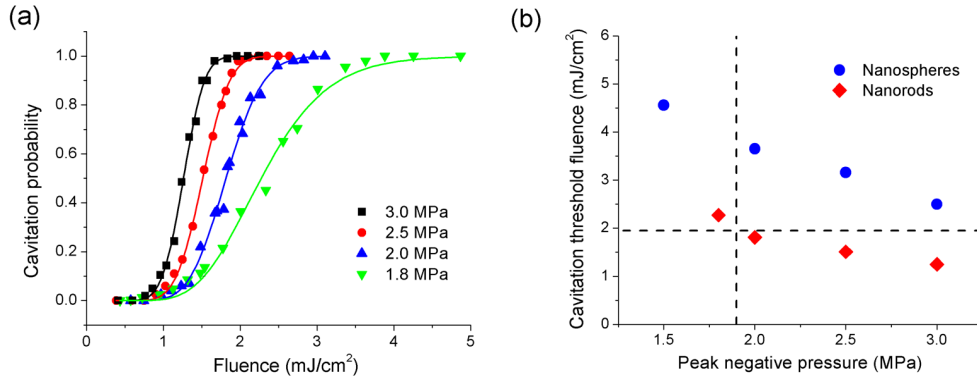 (a)
Cavitation probability
1.0
0.8
0.6
0.4
0.2
0.0
3.0 MPa
2.5 MPa
2.0 MPa
1.8 MPa
0 1 2 3 4 5
Fluence (mJ/cm²)
(b)
Cavitation threshold fluence (mJ/cm²)
6
5
4
3
2
1
0
Nanospheres
Nanorods
1.5 2.0 2.5 3.0
Peak negative pressure (MPa)